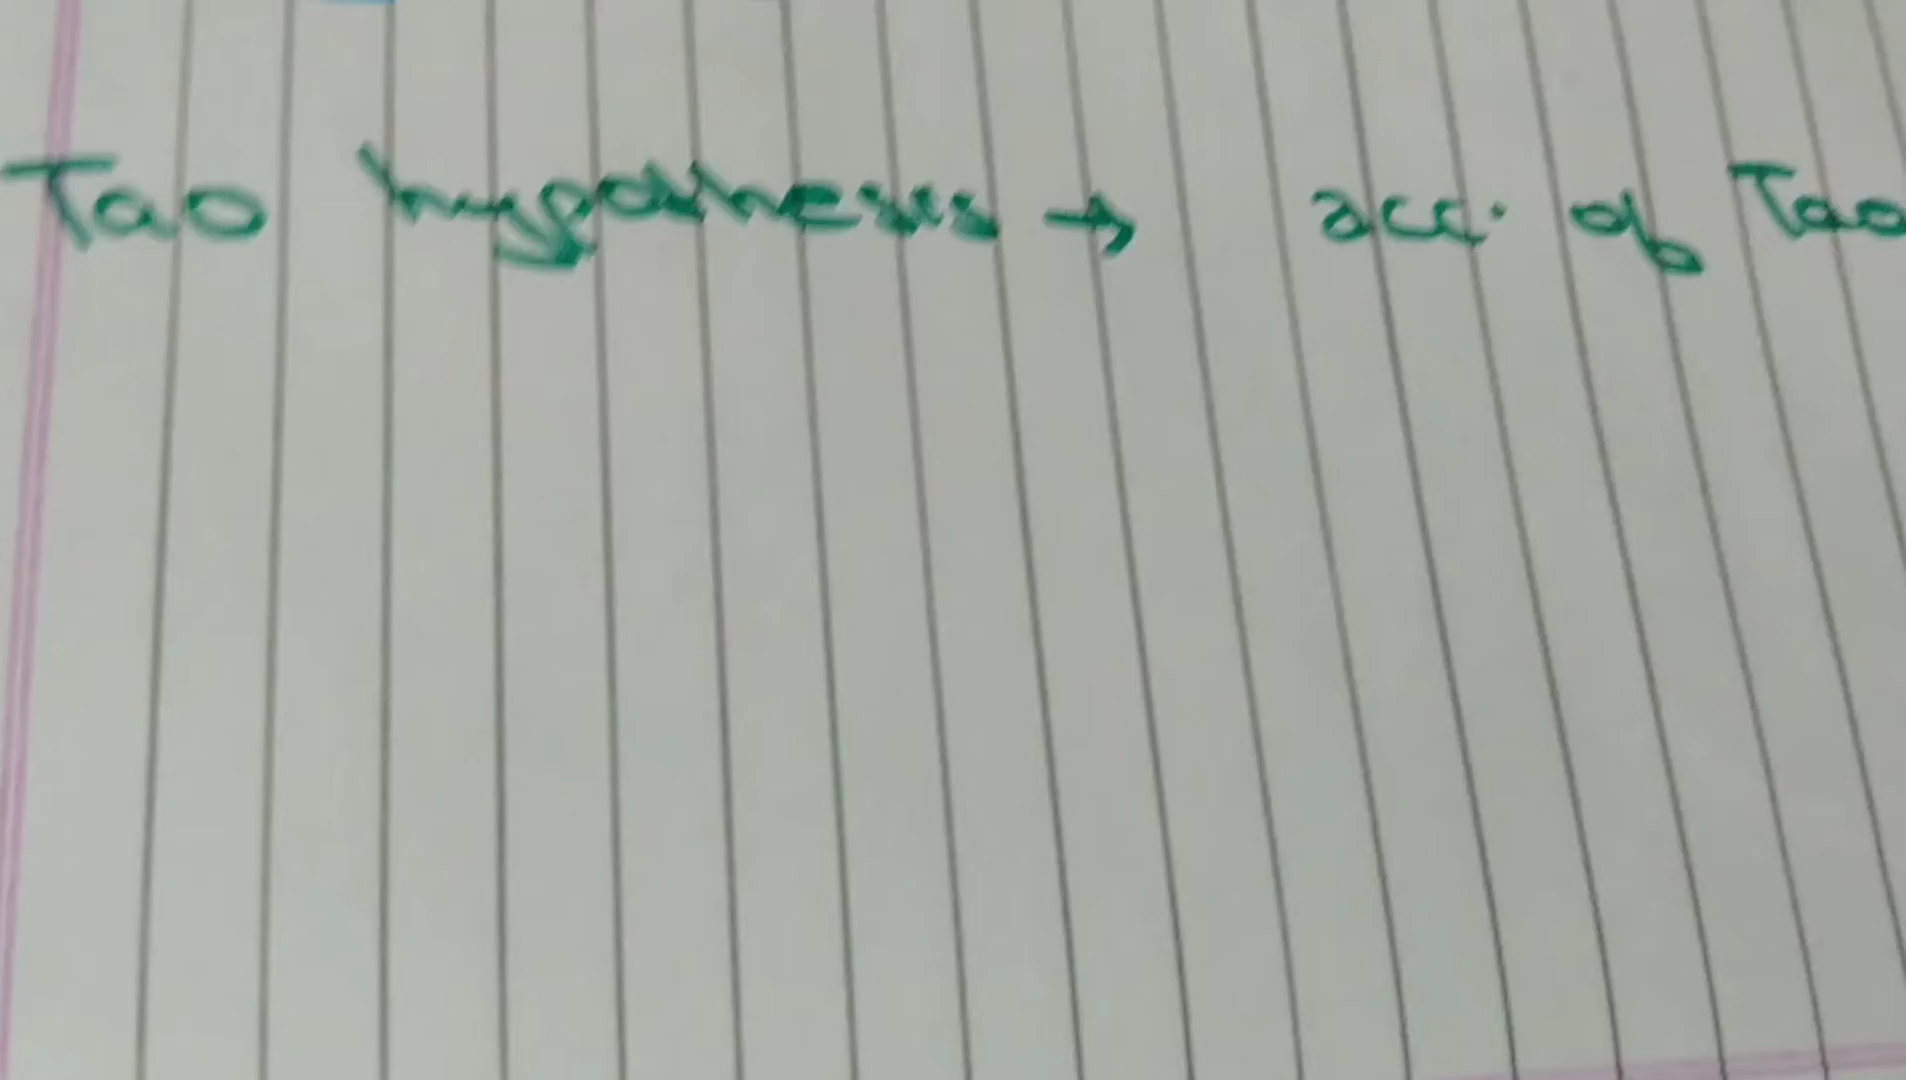 Tao hypothesis → acc. of Tao